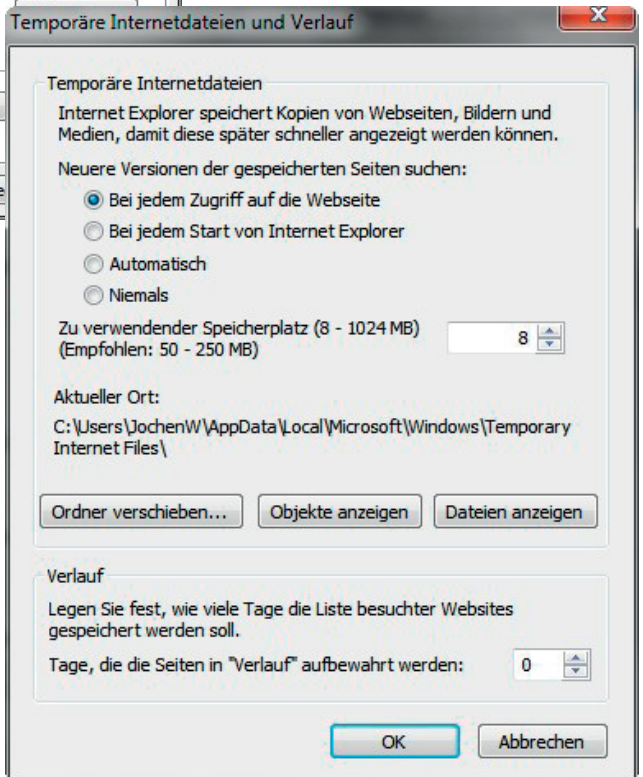 Temporäre Internetdateien und Verlauf
Temporäre Internetdateien
Internet Explorer speichert Kopien von Webseiten, Bildern und
Medien, damit diese später schneller angezeigt werden können.
Neuere Versionen der gespeicherten Seiten suchen:
Bei jedem Zugriff auf die Webseite
Bei jedem Start von Internet Explorer
Automatisch
Niemals
Zu verwendender Speicherplatz (8 - 1024 MB)
(Empfohlen: 50 - 250 MB)
8
Aktueller Ort:
C:\Users\JochenW\AppData\Local\Microsoft\Windows\Temporary
Internet Files\
Ordner verschieben... Objekte anzeigen Dateien anzeigen
Verlauf
Legen Sie fest, wie viele Tage die Liste besuchter Websites
gespeichert werden soll.
Tage, die die Seiten in "Verlauf" aufbewahrt werden: 0
OK Abbrechen